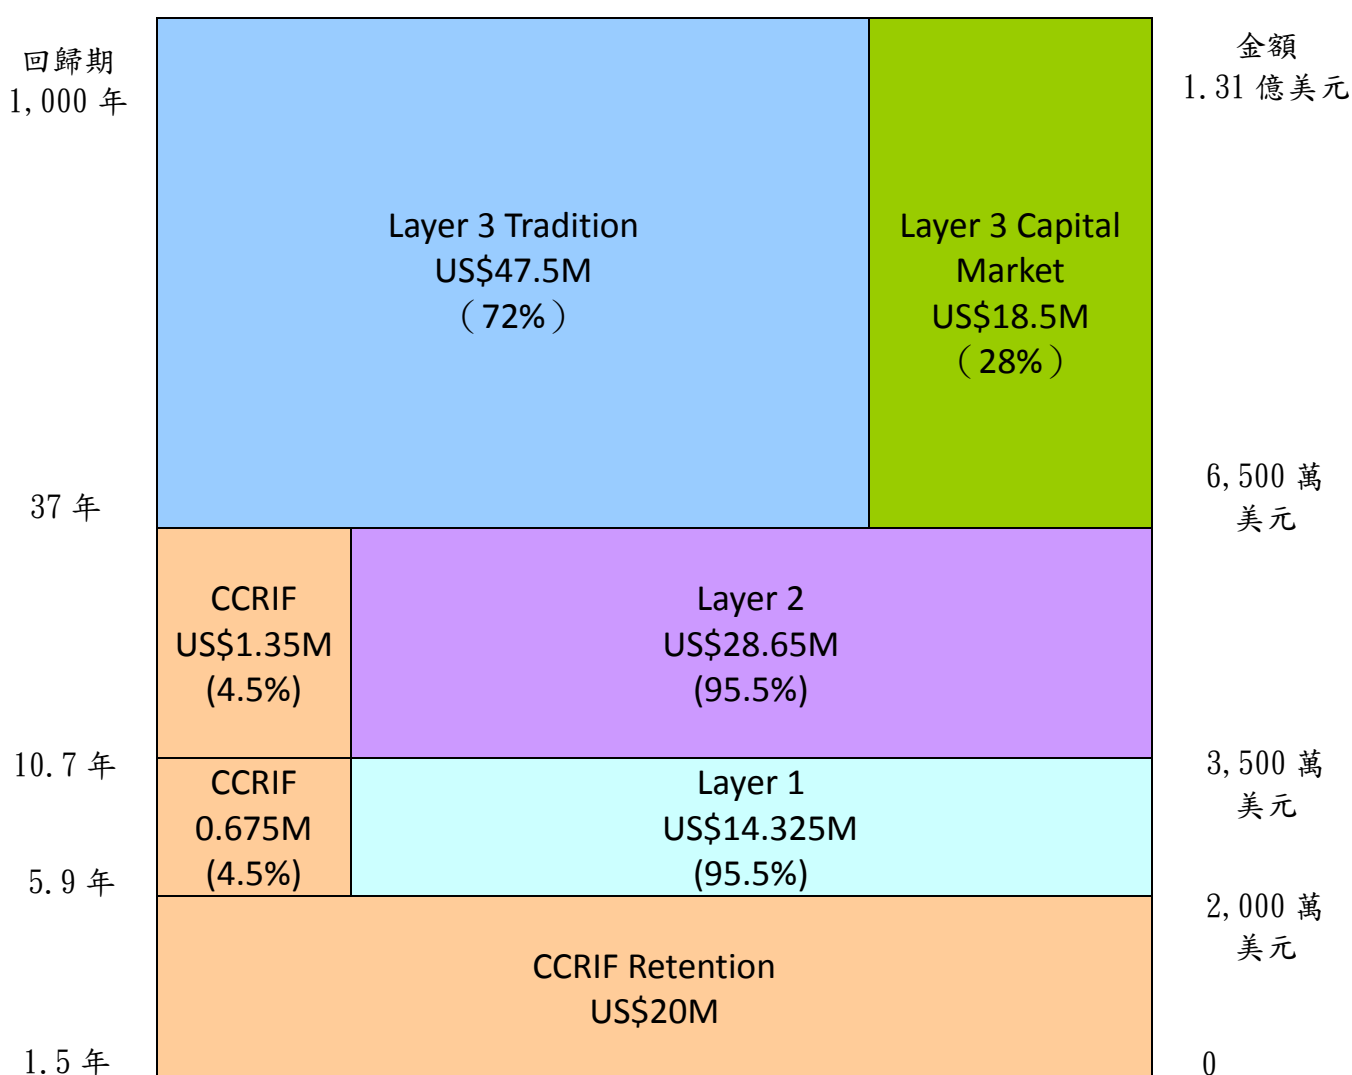 回歸期
1,000 年
金額
1.31 億美元
Layer 3 Tradition
US$47.5M
（72%）
Layer 3 Capital
Market
US$18.5M
（28%）
37 年
6,500 萬
美元
CCRIF
US$1.35M
(4.5%)
Layer 2
US$28.65M
(95.5%)
10.7 年
3,500 萬
美元
CCRIF
0.675M
(4.5%)
Layer 1
US$14.325M
(95.5%)
5.9 年
2,000 萬
美元
CCRIF Retention
US$20M
1.5 年
0